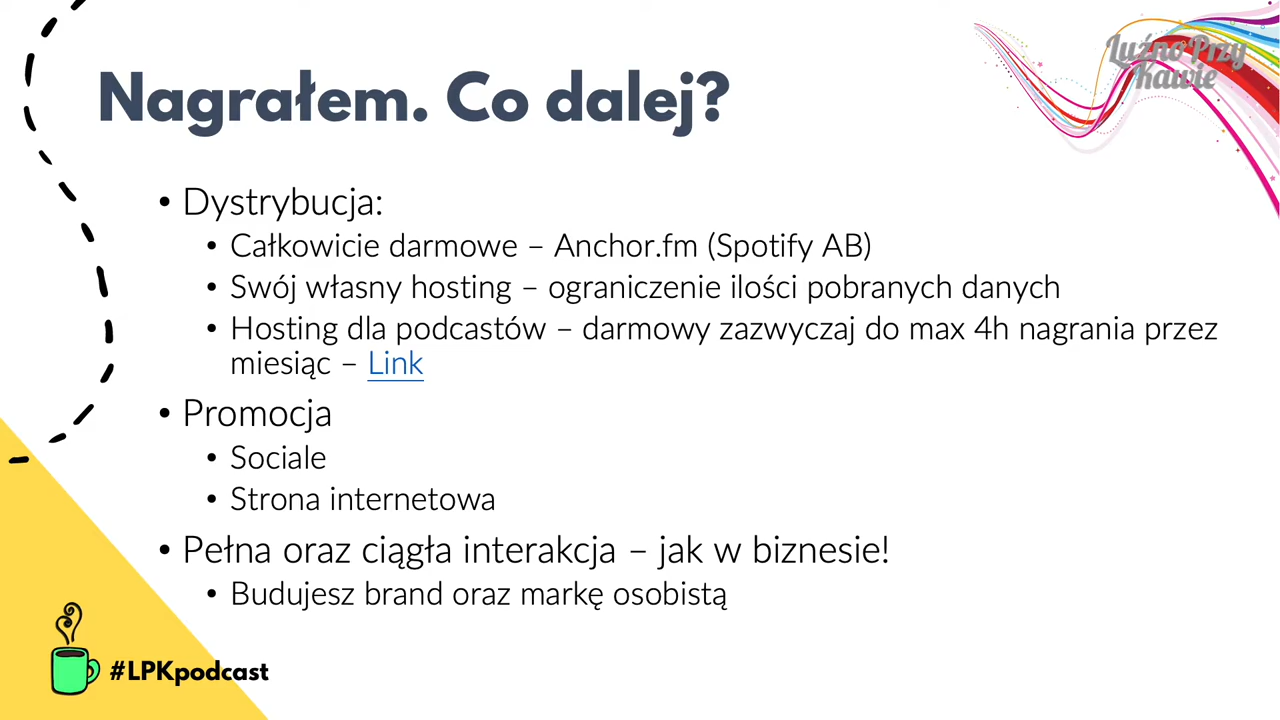 Luźno Przy
Kawie
Nagrałem. Co dalej?
• Dystrybucja:
• Całkowicie darmowe – Anchor.fm (Spotify AB)
• Swój własny hosting – ograniczenie ilości pobranych danych
• Hosting dla podcastów – darmowy zazwyczaj do max 4h nagrania przez
miesiąc – Link
• Promocja
• Sociale
• Strona internetowa
• Pełna oraz ciągła interakcja – jak w biznesie!
• Budujesz brand oraz markę osobistą
#LPKpodcast